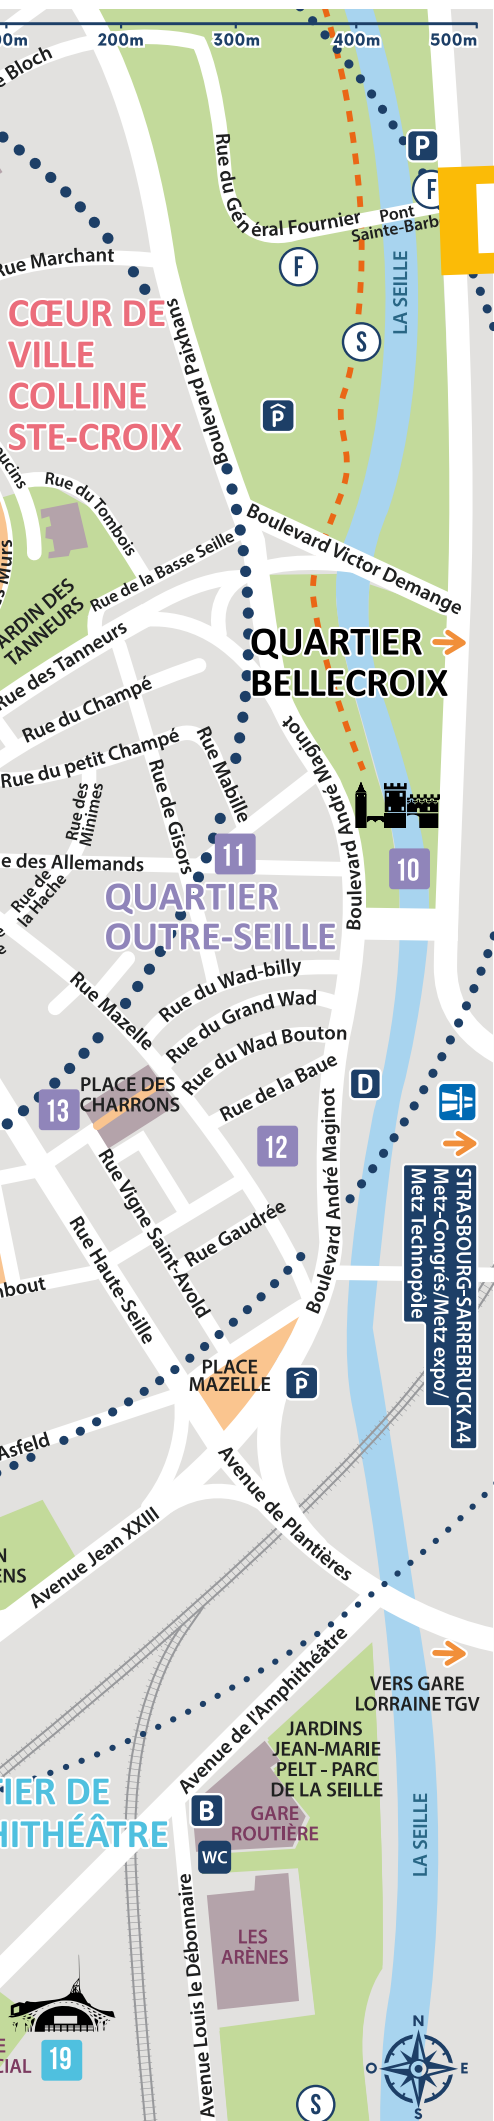 200m
300m
400m
500m
Bloch
P
F
Rue du Général Fournier
Pont
Sainte-Barb
Rue Marchant
F
LA SEILLE
CŒUR DE
VILLE
COLLINE
STE-CROIX
Boulevard Paixhans
S
P
Rue du Tombois
Boulevard Victor Demange
Murs
Rue de la Basse Seille
ARDIN DES
TANNEURS
Rue des Tanneurs
QUARTIER
BELLECROIX
Rue du Champé
Rue du petit Champé
Rue Mabille
Boulevard André Maginot
Rue des
Minimes
Rue de Gisors
e des Allemands
11
10
Rue de
la Hache
QUARTIER
OUTRE-SEILLE
Rue Mazelle
Rue du Wad-billy
Rue du Grand Wad
Rue du Wad Bouton
Rue de la Baue
D
PLACE DES
CHARRONS
13
12
Boulevard André Maginot
STRASBOURG-SARREBRUCK A4
Metz-Congrés/Metz expo/
Metz Technopôle
Rue Vigne Saint-Avold
Rue Gaudrée
Rue Haute-Seille
bout
PLACE
MAZELLE
P
Asfeld
Avenue de Plantières
N
ENS
Avenue Jean XXIII
VERS GARE
LORRAINE TGV
Avenue de l'Amphithéâtre
JARDINS
JEAN-MARIE
PELT - PARC
DE LA SEILLE
TIER DE
HITHÉÂTRE
B
GARE
ROUTIÈRE
WC
LA SEILLE
LES
ARÈNES
Avenue Louis le Débonnaire
E
CIAL
19
N
O
E
S
S